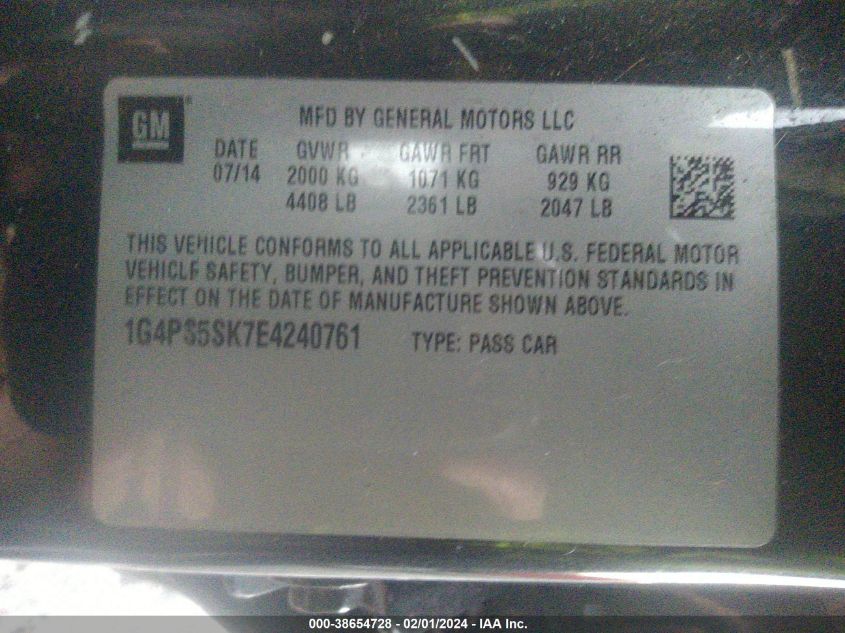 GM
MFD BY GENERAL MOTORS LLC
DATE GVWR GAWR FRT GAWR RR
07/14 2000 KG 1071 KG 929 KG
4408 LB 2361 LB 2047 LB
THIS VEHICLE CONFORMS TO ALL APPLICABLE U.S. FEDERAL MOTOR
VEHICLE SAFETY, BUMPER, AND THEFT PREVENTION STANDARDS IN
EFFECT ON THE DATE OF MANUFACTURE SHOWN ABOVE.
1G4PS5SK7E4240761 TYPE: PASS CAR
000-38654728 - 02/01/2024 - IAA Inc.